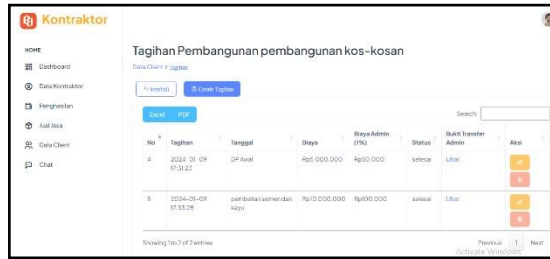 Kontraktor
HOME
Dashboard
Data Kontraktor
Penghasilan
Jual Jasa
Data Client
Chat
Tagihan Pembangunan pembangunan kos-kosan
Data Client > tagihan
Kembali
Excel PDF
Search:
No Tagihan Tanggal Biaya Biaya Admin (1%) Status Bukti Transfer Admin Aksi
4 2024-01-09 17:31:23 DP Awal Rp5.000.000 Rp50.000 selesai Lihat
5 2024-01-09 17:33:28 pembelian semen dan kayu Rp10.000.000 Rp100.000 selesai Lihat
Showing 1 to 2 of 2 entries
Previous 1 Next
Activate Windows